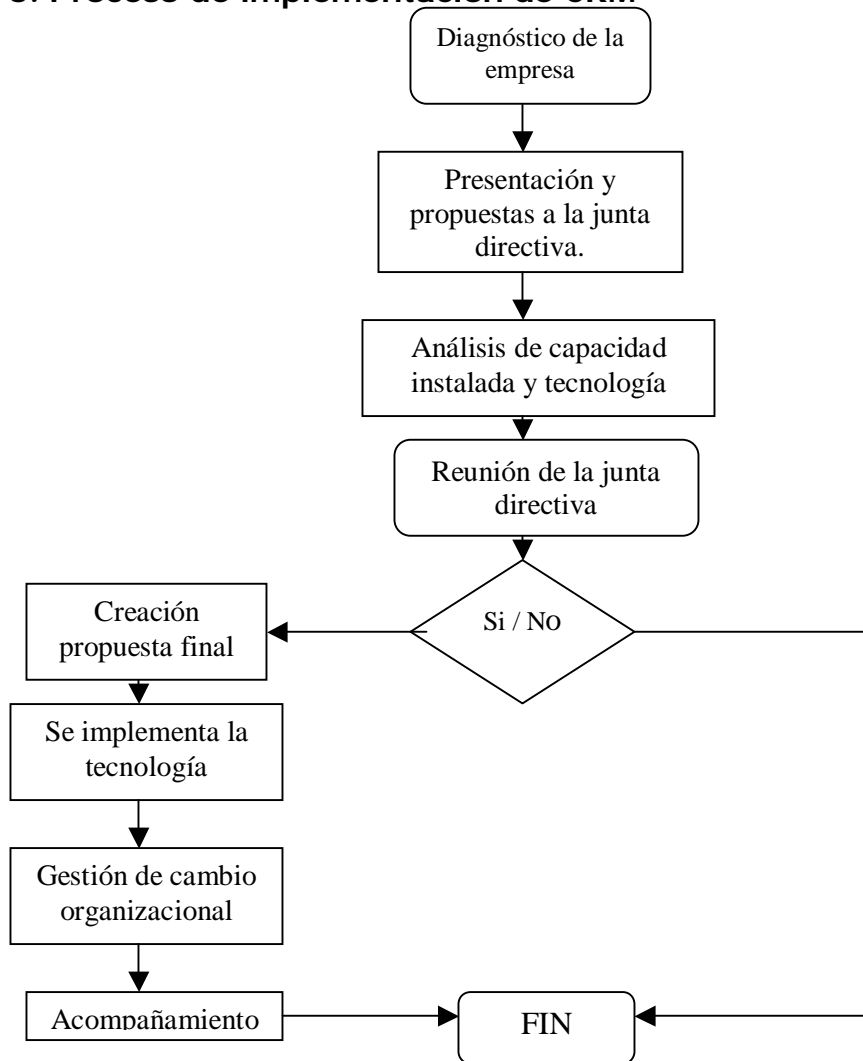 Diagnóstico de la
empresa
Presentación y
propuestas a la junta
directiva.
Análisis de capacidad
instalada y tecnología
Reunión de la junta
directiva
Si / No
Creación
propuesta final
Se implementa la
tecnología
Gestión de cambio
organizacional
Acompañamiento
FIN